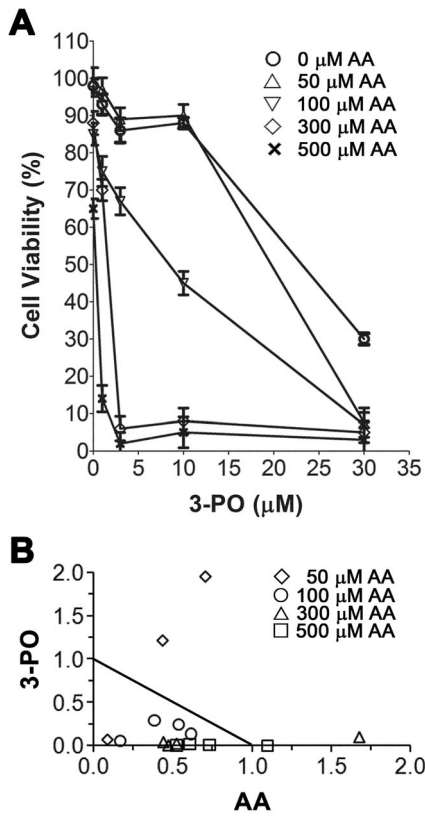 A
110
100
90
80
70
60
50
40
30
20
10
0
Cell Viability (%)
0 µM AA
50 µM AA
100 µM AA
300 µM AA
500 µM AA
0 5 10 15 20 25 30 35
3-PO (µM)
B
2.0
1.0
0.5
0.0
3-PO
50 µM AA
100 µM AA
300 µM AA
500 µM AA
0.0 0.5 1.0 1.5 2.0
AA